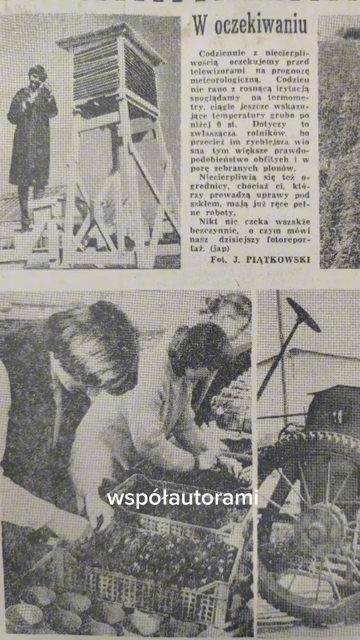 W oczekiwaniu
Codziennie z niecierpli-
wością oczekujemy przed
telewizorami na prognozę
meteorologiczną. Codzien
nie rano z rosnącą irytacją
spoglądamy na termome-
try, ciągle jeszcze wskazu-
jące temperatury grubo po
niżej 0 st. Dotyczy to
zwłaszcza rolników, bo
przecież im rychlejsza wio
sna tym większe prawdo-
podobieństwo obfitych i w
porę zebranych plonów.
Niecierpliwią się też o-
grodnicy, chociaż ci, któ-
rzy prowadzą uprawy pod
szkłem, mają już ręce peł-
ne roboty.
Nikt nie czeka wszakże
bezczynnie, o czym mówi
nasz dzisiejszy fotorepor-
taż. (jap)
Fot. J. PIĄTKOWSKI
współautorami